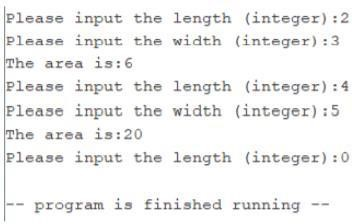 Please input the length (integer):2
Please input the width (integer):3
The area is:6
Please input the length (integer):4
Please input the width (integer):5
The area is:20
Please input the length (integer):0
-- program is finished running --